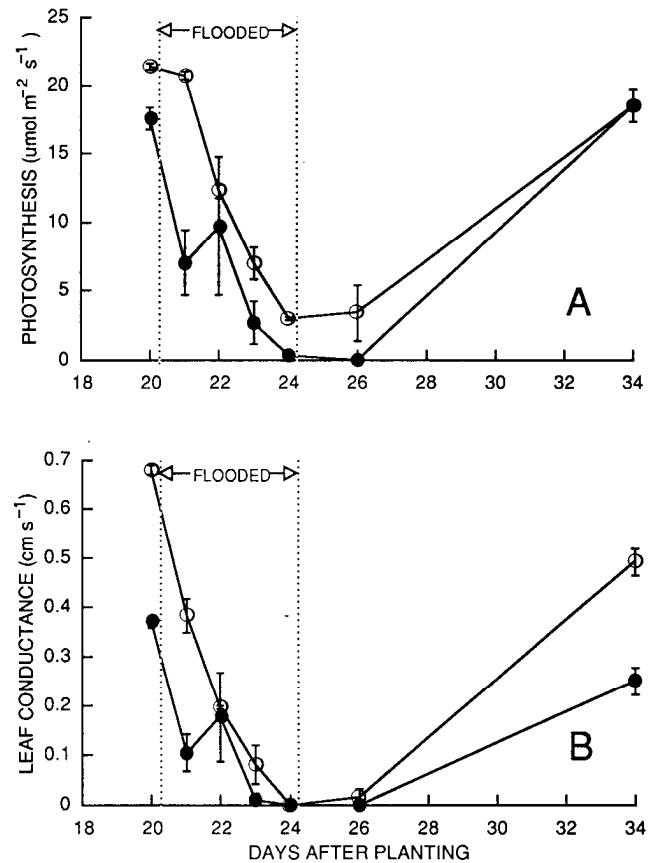 25
FLOODED
20
15
10
5
0
PHOTOSYNTHESIS (umol m⁻² s⁻¹)
A
18 20 22 24 26 28 30 32 34
0.7
FLOODED
0.6
0.5
0.4
0.3
0.2
0.1
0
LEAF CONDUCTANCE (cm s⁻¹)
B
18 20 22 24 26 28 30 32 34
DAYS AFTER PLANTING